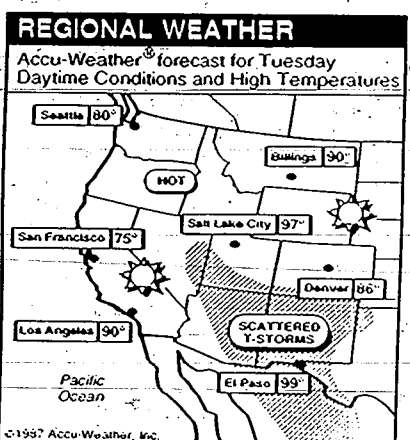 REGIONAL WEATHER
Accu-Weather® forecast for Tuesday
Daytime Conditions and High Temperatures
Seattle 80°
Billings 90°
HOT
Salt Lake City 97°
San Francisco 75°
Denver 86°
Los Angeles 90°
SCATTERED
T-STORMS
El Paso 99°
Pacific
Ocean
©1997 Accu-Weather, Inc.